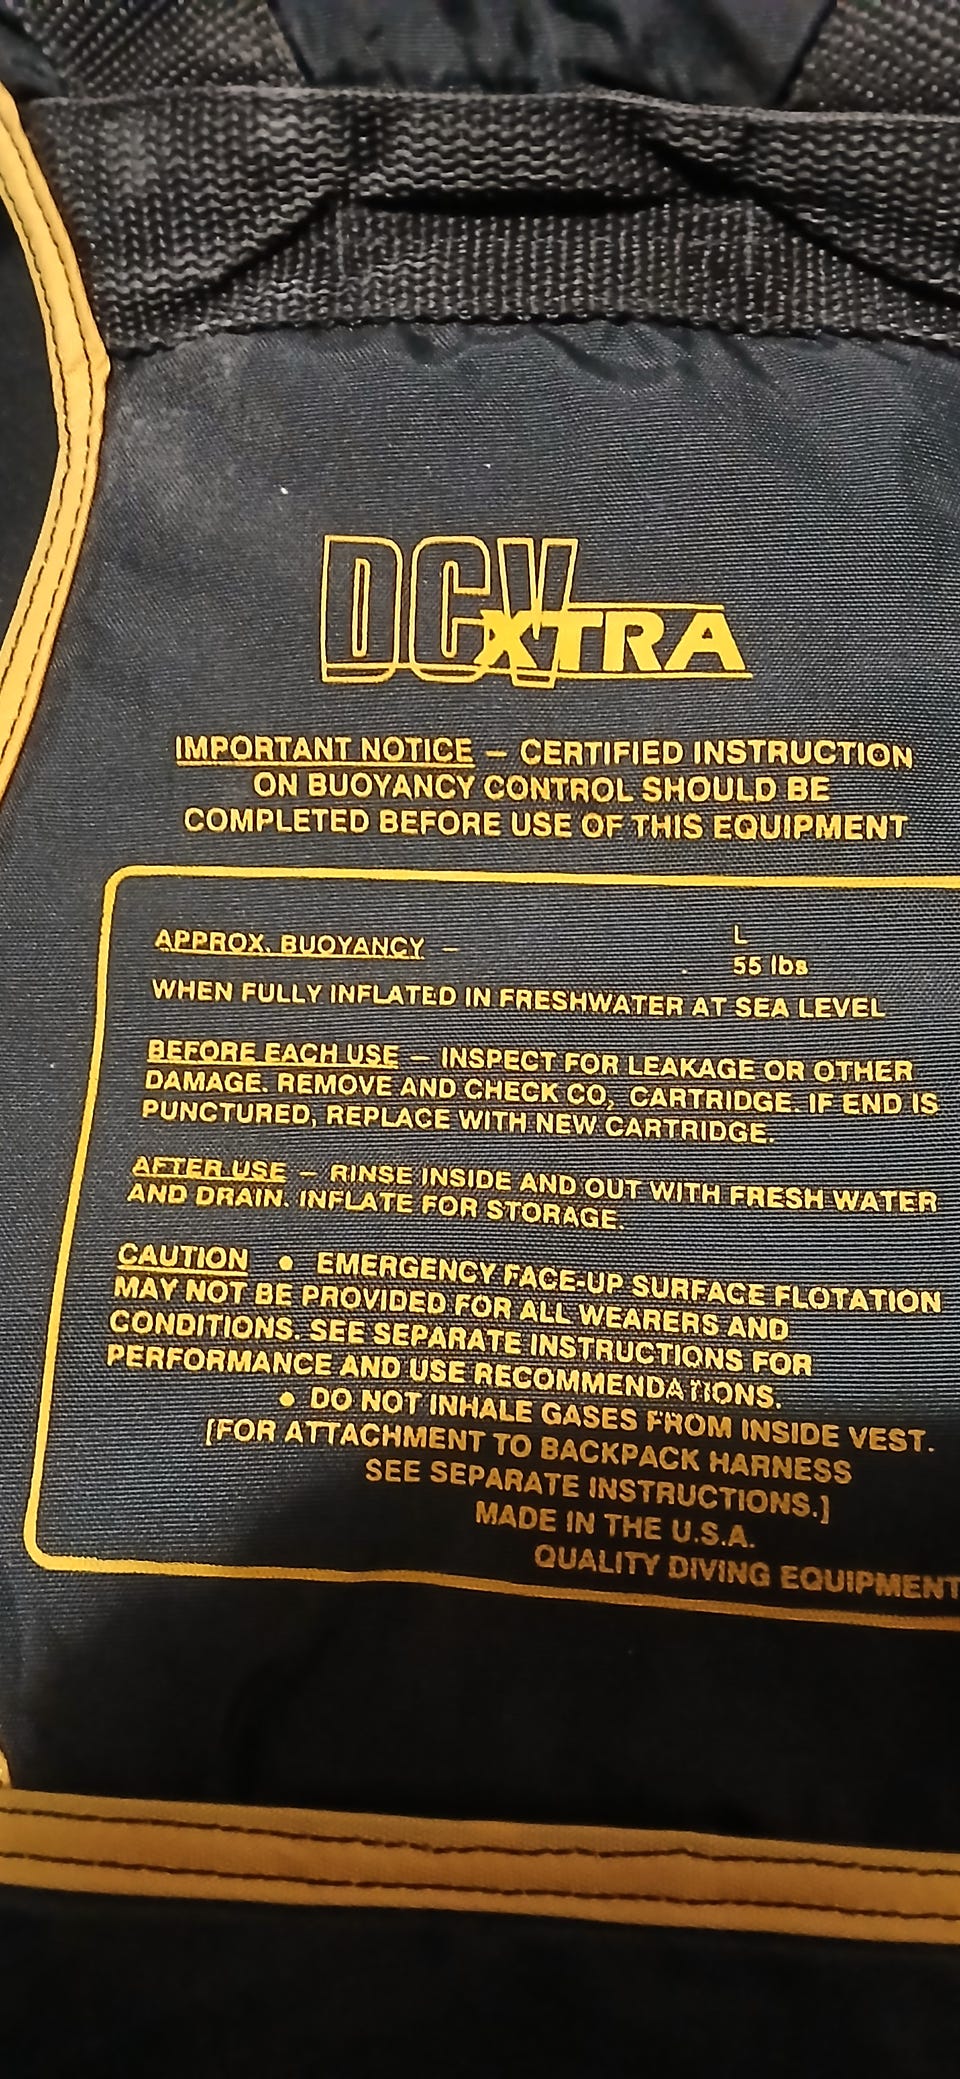 DCV XTRA
IMPORTANT NOTICE – CERTIFIED INSTRUCTION
ON BUOYANCY CONTROL SHOULD BE
COMPLETED BEFORE USE OF THIS EQUIPMENT
APPROX. BUOYANCY – L
55 lbs
WHEN FULLY INFLATED IN FRESHWATER AT SEA LEVEL
BEFORE EACH USE – INSPECT FOR LEAKAGE OR OTHER
DAMAGE. REMOVE AND CHECK CO₂ CARTRIDGE. IF END IS
PUNCTURED, REPLACE WITH NEW CARTRIDGE.
AFTER USE – RINSE INSIDE AND OUT WITH FRESH WATER
AND DRAIN. INFLATE FOR STORAGE.
CAUTION • EMERGENCY FACE-UP SURFACE FLOTATION
MAY NOT BE PROVIDED FOR ALL WEARERS AND
CONDITIONS. SEE SEPARATE INSTRUCTIONS FOR
PERFORMANCE AND USE RECOMMENDATIONS.
• DO NOT INHALE GASES FROM INSIDE VEST.
[FOR ATTACHMENT TO BACKPACK HARNESS
SEE SEPARATE INSTRUCTIONS.]
MADE IN THE U.S.A.
QUALITY DIVING EQUIPMENT